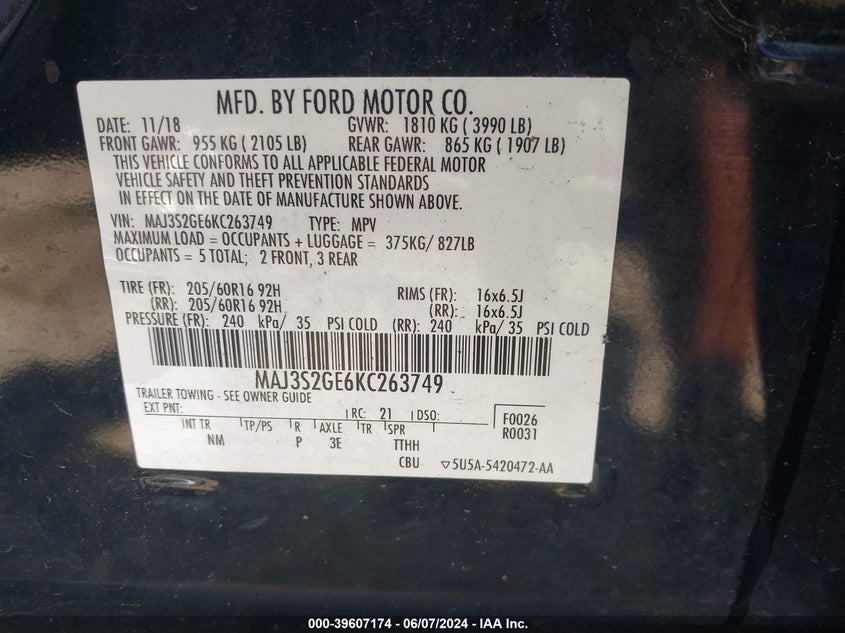 MFD. BY FORD MOTOR CO.
DATE: 11/18 GVWR: 1810 KG ( 3990 LB)
FRONT GAWR: 955 KG ( 2105 LB) REAR GAWR: 865 KG ( 1907 LB)
THIS VEHICLE CONFORMS TO ALL APPLICABLE FEDERAL MOTOR
VEHICLE SAFETY AND THEFT PREVENTION STANDARDS
IN EFFECT ON THE DATE OF MANUFACTURE SHOWN ABOVE.
VIN: MAJ3S2GE6KC263749 TYPE: MPV
MAXIMUM LOAD = OCCUPANTS + LUGGAGE = 375KG/ 827LB
OCCUPANTS = 5 TOTAL; 2 FRONT, 3 REAR
TIRE (FR): 205/60R16 92H RIMS (FR): 16x6.5J
(RR): 205/60R16 92H (RR): 16x6.5J
PRESSURE (FR): 240 kPa/ 35 PSI COLD (RR): 240 kPa/ 35 PSI COLD
MAJ3S2GE6KC263749
TRAILER TOWING - SEE OWNER GUIDE
EXT PNT: RC: 21 DSO: F0026
INT TR TP/PS R AXLE TR SPR R0031
NM P 3E TTHH
CBU ▽5U5A-5420472-AA
000-39607174 | 06/07/2024 - IAA Inc.